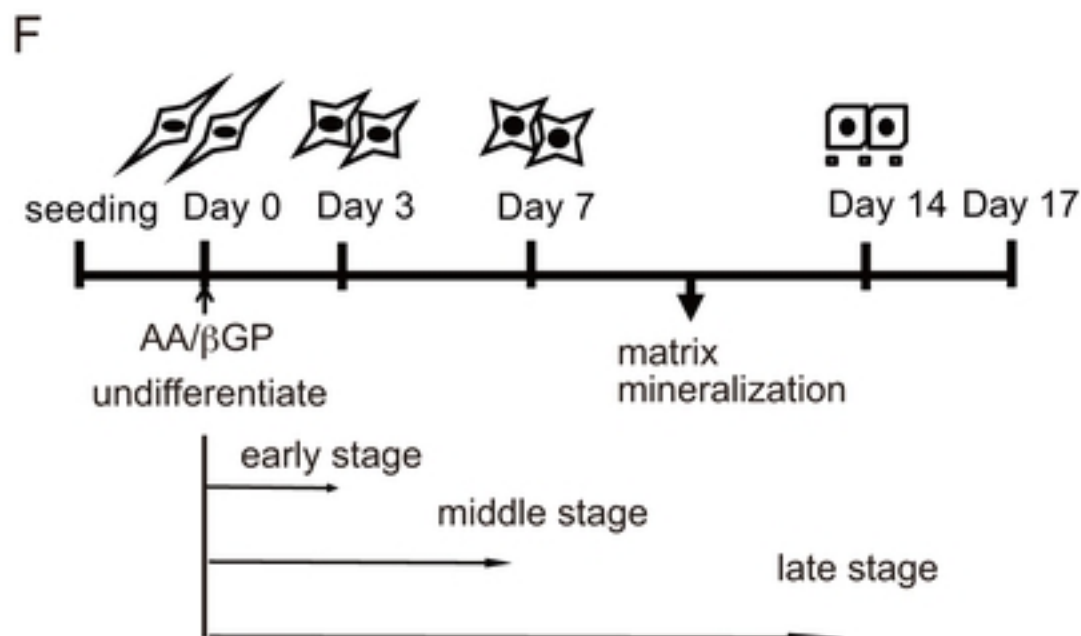 F
seeding Day 0 Day 3 Day 7 Day 14 Day 17
AA/βGP
undifferentiate
matrix
mineralization
early stage
middle stage
late stage